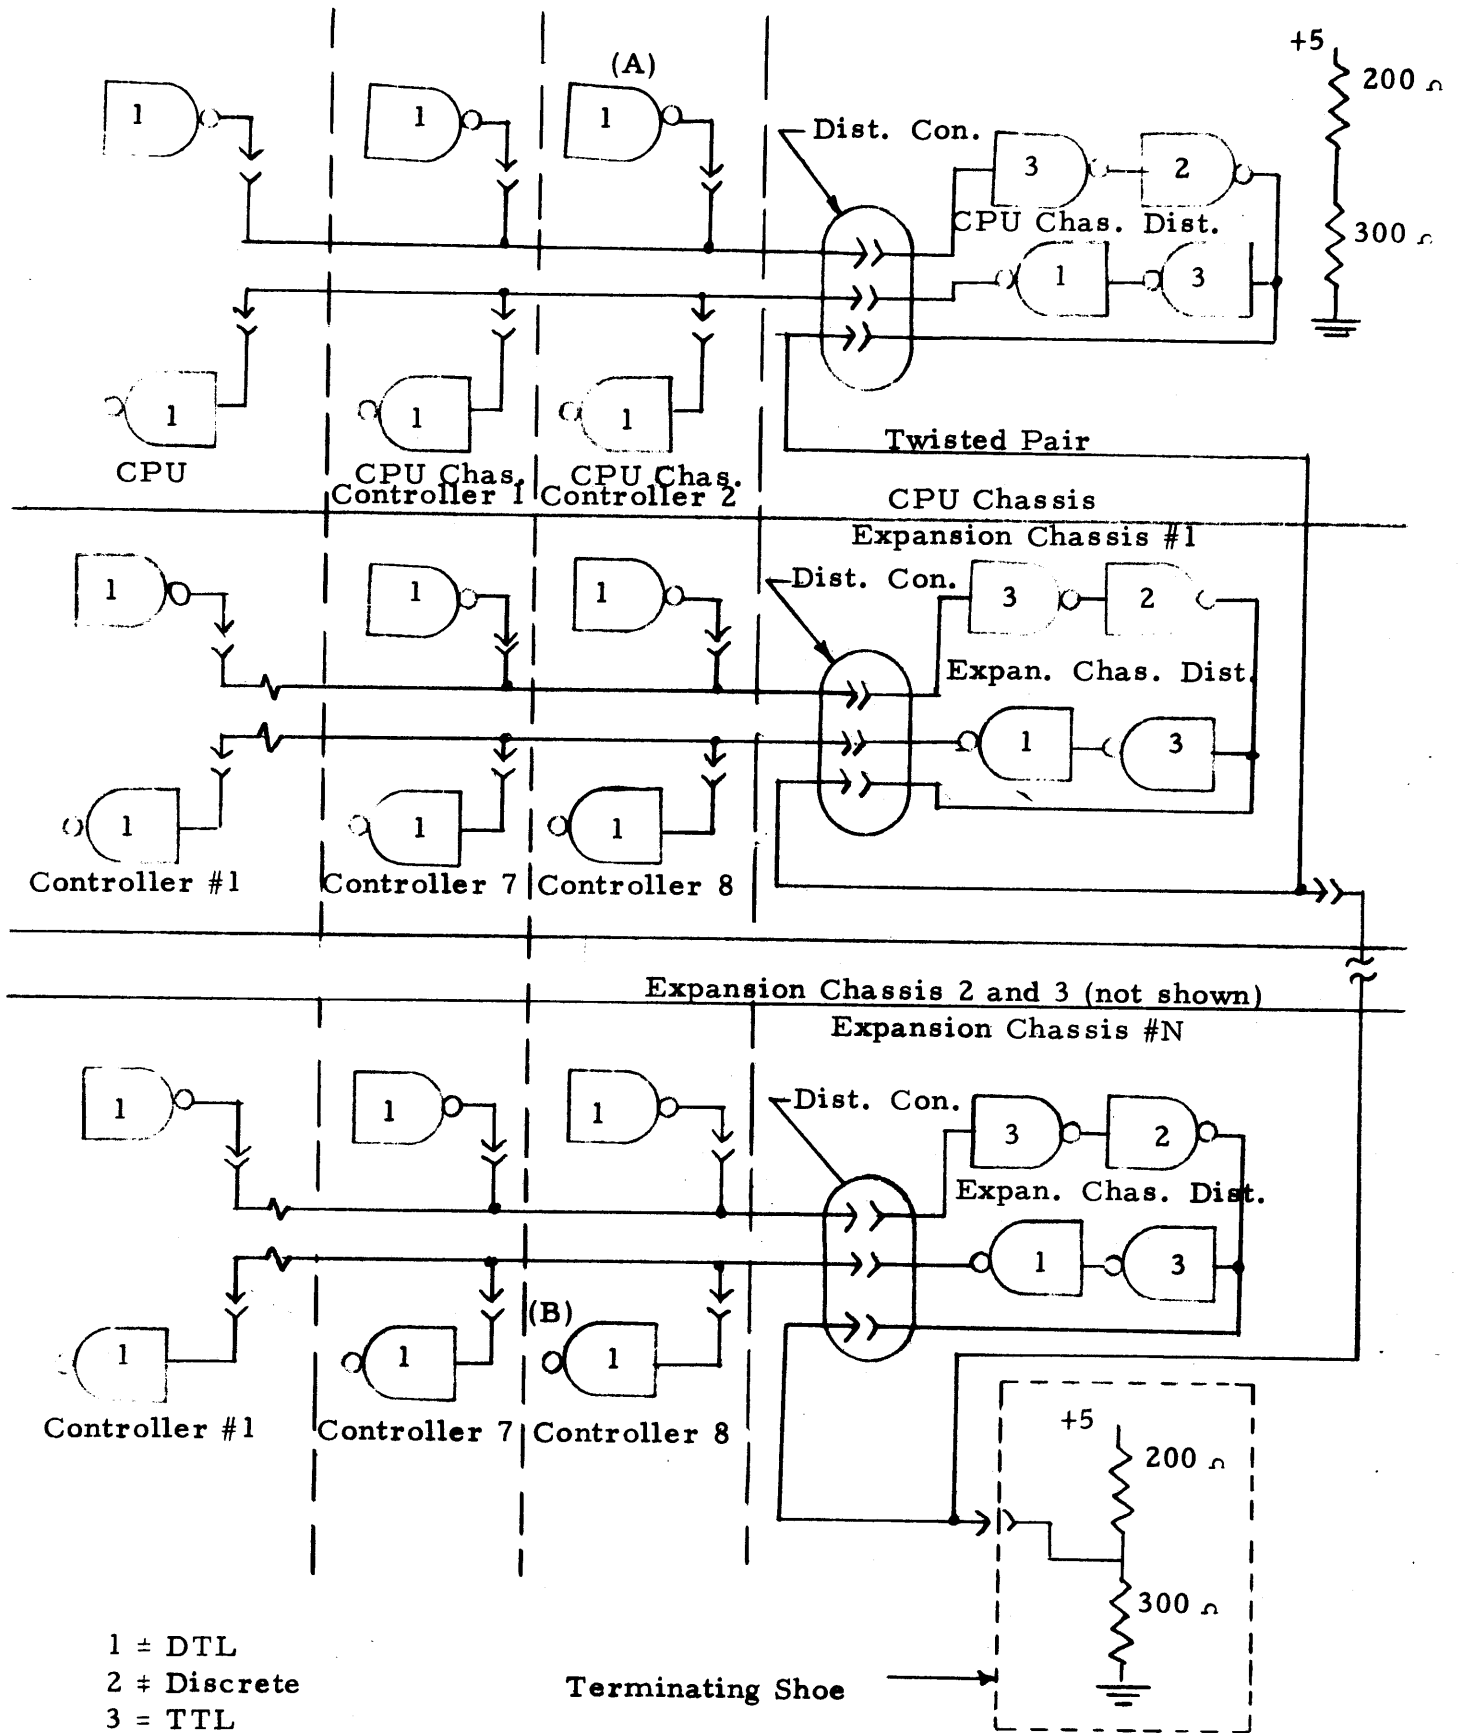 (A)
+5
200 Ω
1
1
1
Dist. Con.
3
2
CPU Chas. Dist.
300 Ω
1
3
1
1
1
Twisted Pair
CPU
CPU Chas.
Controller 1
CPU Chas.
Controller 2
CPU Chassis
Expansion Chassis #1
1
1
1
Dist. Con.
3
2
Expan. Chas. Dist.
1
3
1
1
1
Controller #1
Controller 7
Controller 8
Expansion Chassis 2 and 3 (not shown)
Expansion Chassis #N
1
1
1
Dist. Con.
3
2
Expan. Chas. Dist.
1
3
(B)
1
1
1
Controller #1
Controller 7
Controller 8
+5
200 Ω
300 Ω
1 = DTL
2 = Discrete
3 = TTL
Terminating Shoe